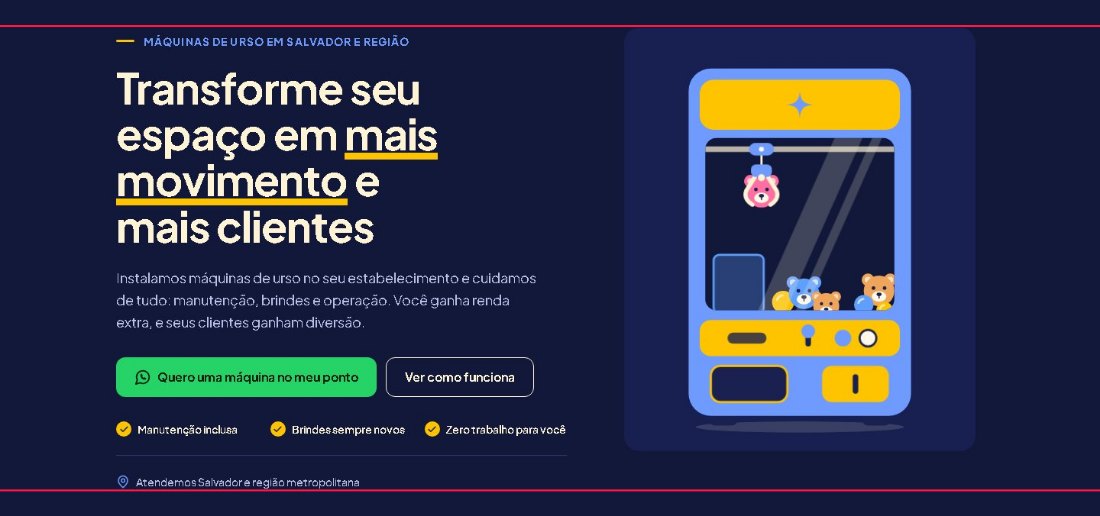 MÁQUINAS DE URSO EM SALVADOR E REGIÃO
Transforme seu
espaço em mais
movimento e
mais clientes
Instalamos máquinas de urso no seu estabelecimento e cuidamos
de tudo: manutenção, brindes e operação. Você ganha renda
extra, e seus clientes ganham diversão.
Quero uma máquina no meu ponto
Ver como funciona
Manutenção inclusa
Brindes sempre novos
Zero trabalho para você
Atendemos Salvador e região metropolitana